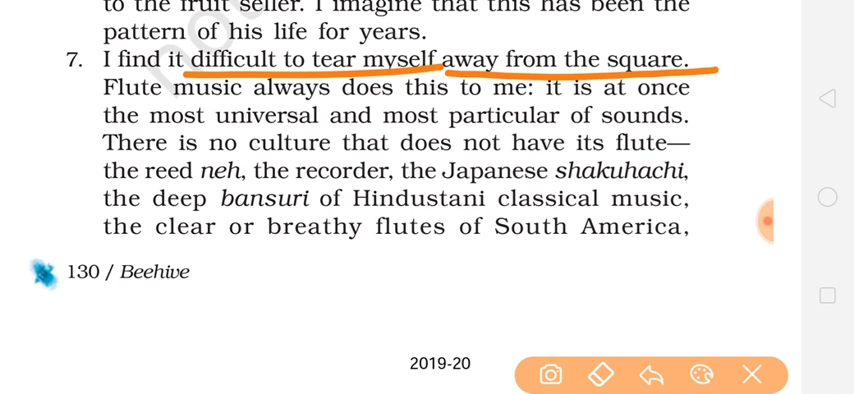 to the fruit seller. I imagine that this has been the
pattern of his life for years.
7. I find it difficult to tear myself away from the square.
Flute music always does this to me: it is at once
the most universal and most particular of sounds.
There is no culture that does not have its flute—
the reed neh, the recorder, the Japanese shakuhachi,
the deep bansuri of Hindustani classical music,
the clear or breathy flutes of South America,
130 / Beehive
2019-20